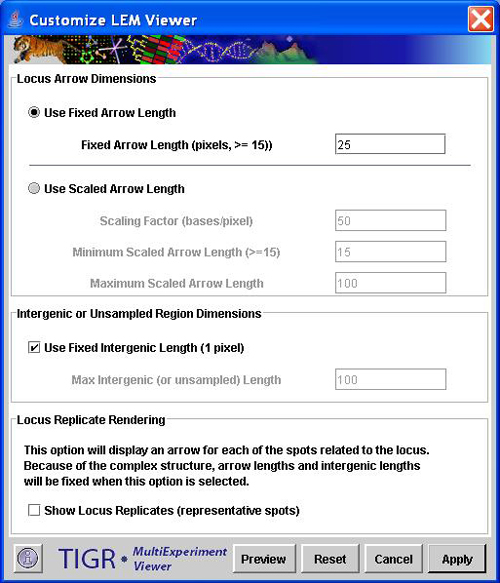 Customize LEM Viewer
Locus Arrow Dimensions
Use Fixed Arrow Length
Fixed Arrow Length (pixels, >= 15)) 25
Use Scaled Arrow Length
Scaling Factor (bases/pixel) 50
Minimum Scaled Arrow Length (>=15) 15
Maximum Scaled Arrow Length 100
Intergenic or Unsampled Region Dimensions
Use Fixed Intergenic Length (1 pixel)
Max Intergenic (or unsampled) Length 100
Locus Replicate Rendering
This option will display an arrow for each of the spots related to the locus.
Because of the complex structure, arrow lengths and intergenic lengths
will be fixed when this option is selected.
Show Locus Replicates (representative spots)
TIGR • MultiExperiment
Viewer
Preview Reset Cancel Apply